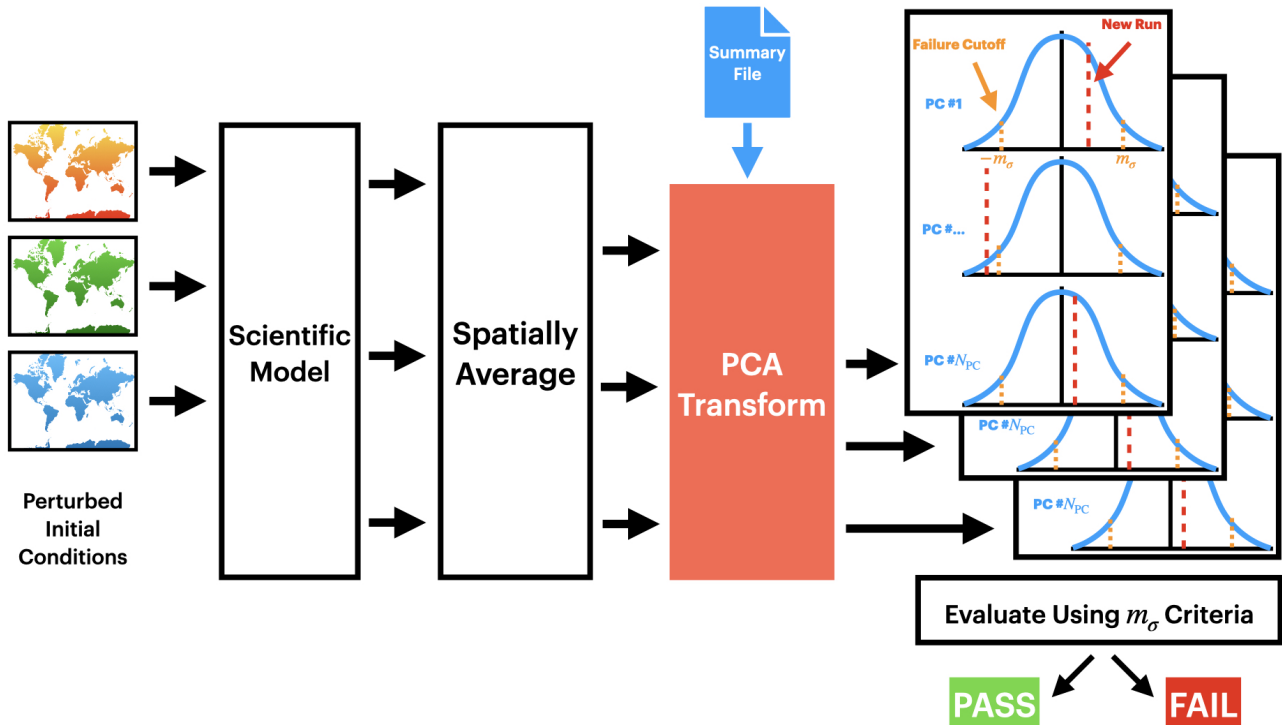 Summary
File
Failure Cutoff
New Run
PC #1
−mσ
mσ
PC #...
PC #NPC
PC #NPC
PC #NPC
Perturbed
Initial
Conditions
Scientific
Model
Spatially
Average
PCA
Transform
Evaluate Using mσ Criteria
PASS
FAIL